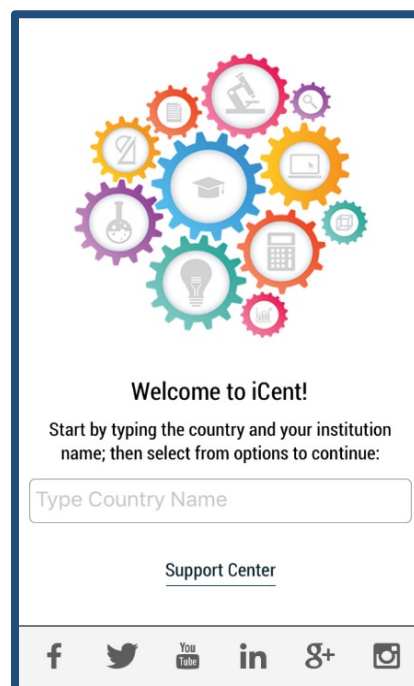 Welcome to iCent!
Start by typing the country and your institution
name; then select from options to continue:
Type Country Name
Support Center
f You Tube in g+